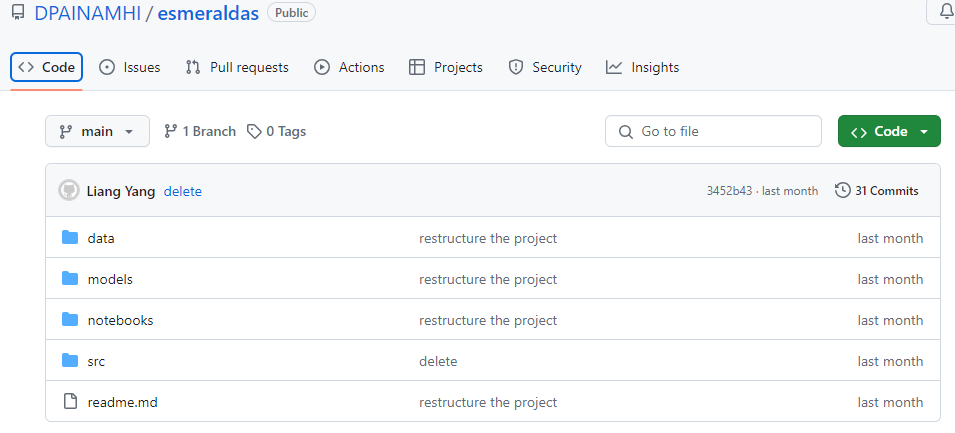 DPAINAMHI / esmeraldas Public
Code Issues Pull requests Actions Projects Security Insights
main 1 Branch 0 Tags Go to file Code
Liang Yang delete 3452b43 · last month 31 Commits
data restructure the project last month
models restructure the project last month
notebooks restructure the project last month
src delete last month
readme.md restructure the project last month